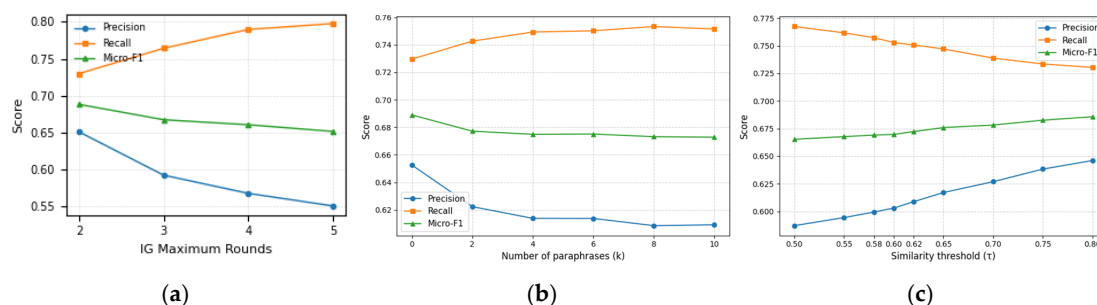 0.80
0.75
0.70
0.65
0.60
0.55
Score
Precision
Recall
Micro-F1
2
3
4
5
IG Maximum Rounds
(a)
0.76
0.74
0.72
0.70
0.68
0.66
0.64
0.62
Score
Precision
Recall
Micro-F1
0
2
4
6
8
10
Number of paraphrases (k)
(b)
0.775
0.750
0.725
0.700
0.675
0.650
0.625
0.600
Score
Precision
Recall
Micro-F1
0.50
0.55
0.58
0.60
0.62
0.65
0.70
0.75
0.80
Similarity threshold (τ)
(c)